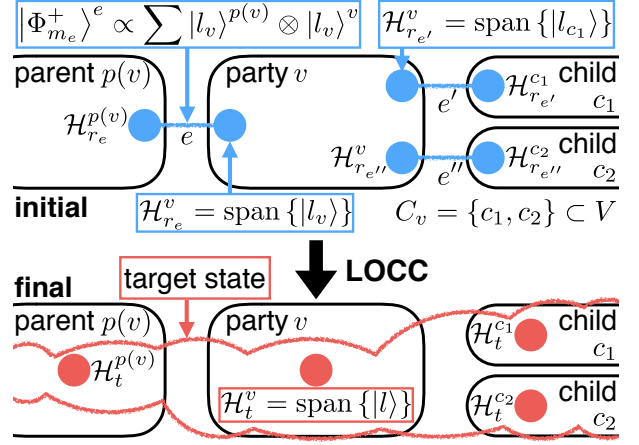 |Φ⁺_{m_e}⟩^e ∝ ∑ |l_v⟩^{p(v)} ⊗ |l_v⟩^v
ℋ^v_{r_{e'}} = span {|l_{c_1}⟩}
parent p(v)
party v
child
c_1
ℋ^{p(v)}_{r_e}
e
e'
ℋ^{c_1}_{r_{e'}}
ℋ^v_{r_{e''}}
e''
ℋ^{c_2}_{r_{e''}}
child
c_2
initial
ℋ^v_{r_e} = span {|l_v⟩}
C_v = {c_1, c_2} ⊂ V
LOCC
final
target state
parent p(v)
party v
child
c_1
ℋ^{p(v)}_t
ℋ^{c_1}_t
ℋ^v_t = span {|l⟩}
ℋ^{c_2}_t
child
c_2